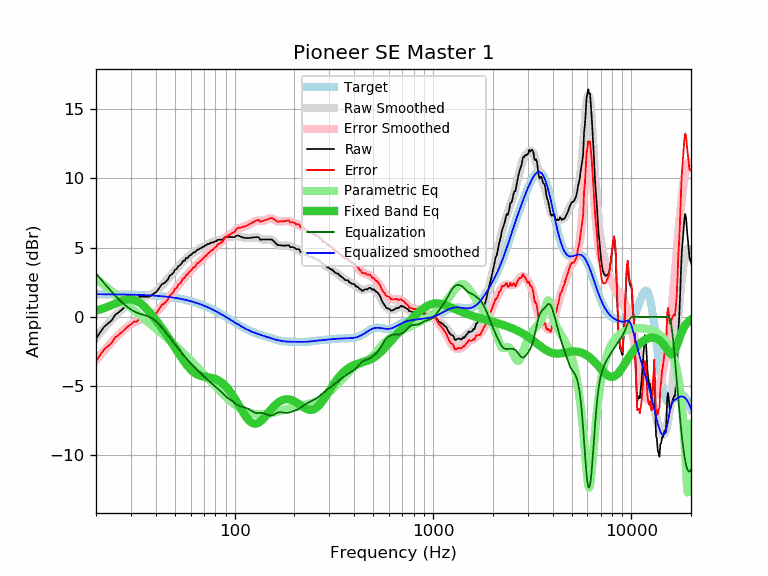 Pioneer SE Master 1
Target
Raw Smoothed
Error Smoothed
Raw
Error
Parametric Eq
Fixed Band Eq
Equalization
Equalized smoothed
Amplitude (dBr)
15
10
5
0
−5
−10
100 1000 10000
Frequency (Hz)